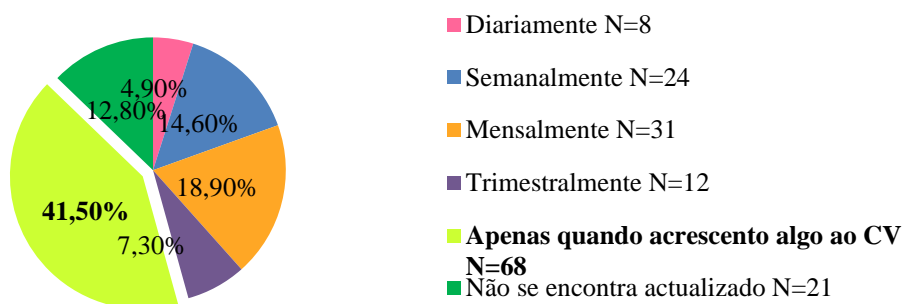 4,90%
14,60%
18,90%
7,30%
41,50%
12,80%
Diariamente N=8
Semanalmente N=24
Mensalmente N=31
Trimestralmente N=12
Apenas quando acrescento algo ao CV
N=68
Não se encontra actualizado N=21